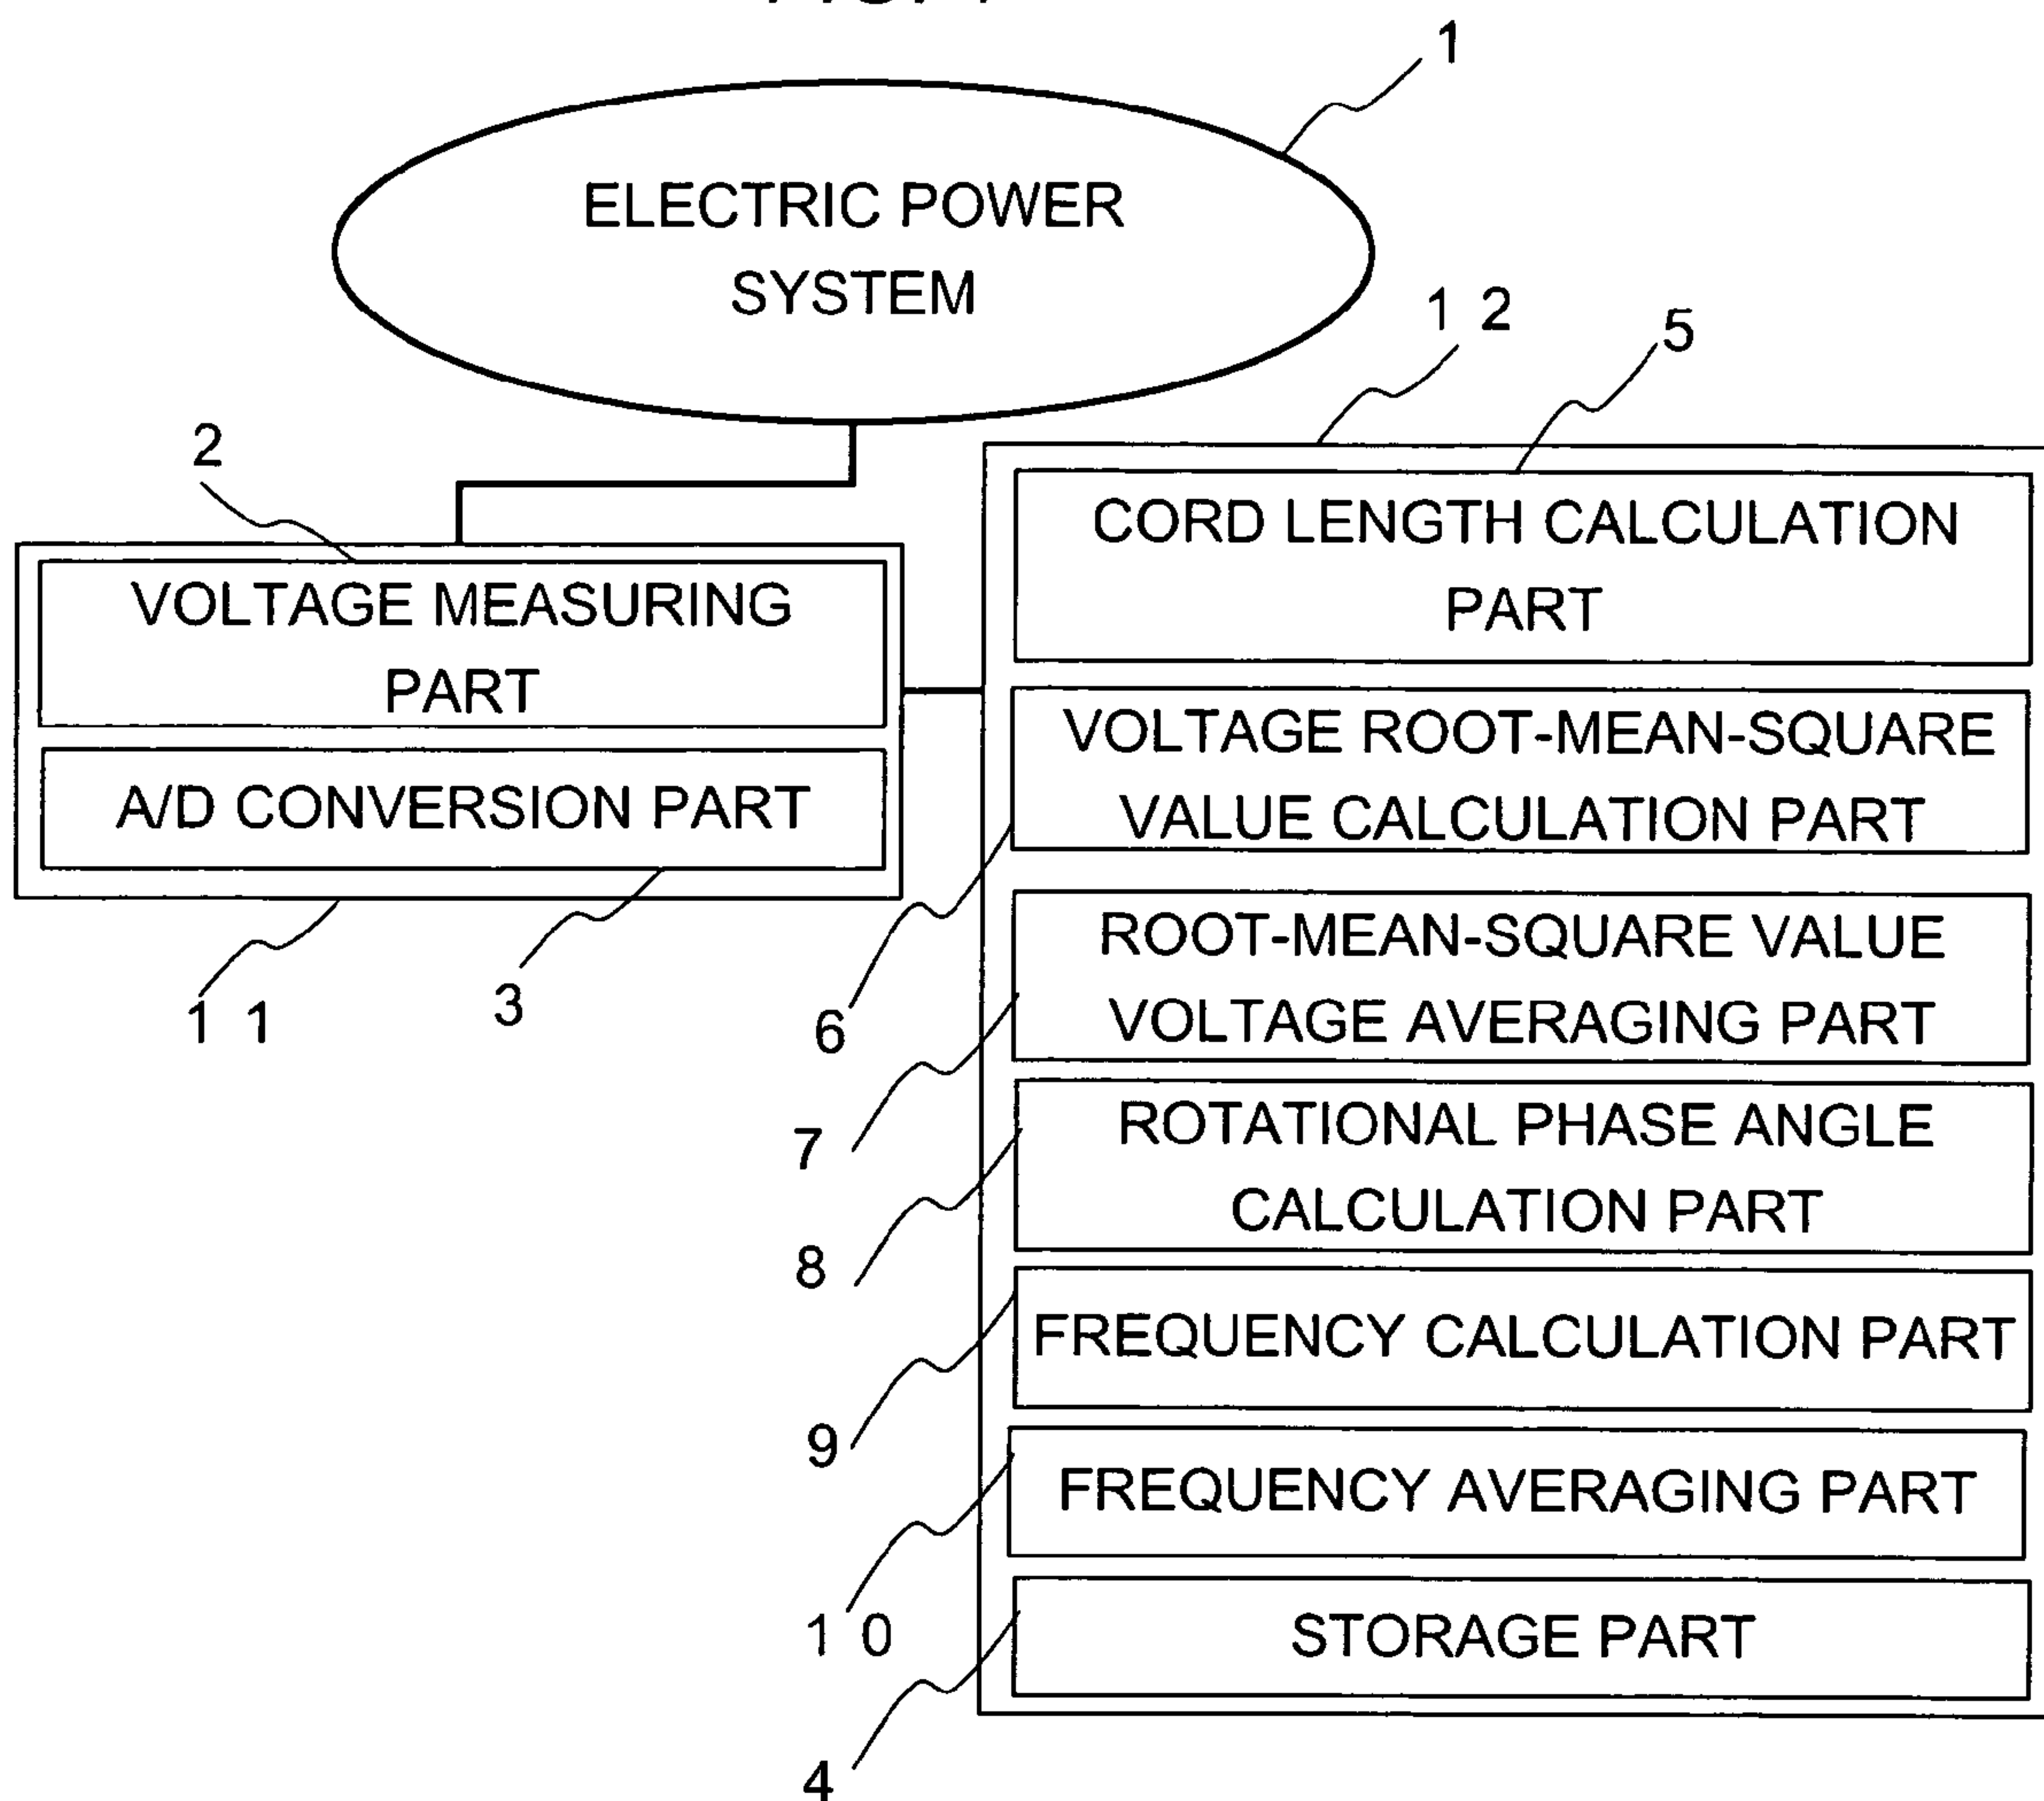 1
ELECTRIC POWER
SYSTEM
1 2
5
2
CORD LENGTH CALCULATION
PART
VOLTAGE MEASURING
PART
A/D CONVERSION PART
VOLTAGE ROOT-MEAN-SQUARE
VALUE CALCULATION PART
1 1
3
6
ROOT-MEAN-SQUARE VALUE
VOLTAGE AVERAGING PART
7
ROTATIONAL PHASE ANGLE
CALCULATION PART
8
FREQUENCY CALCULATION PART
9
FREQUENCY AVERAGING PART
1 0
STORAGE PART
4